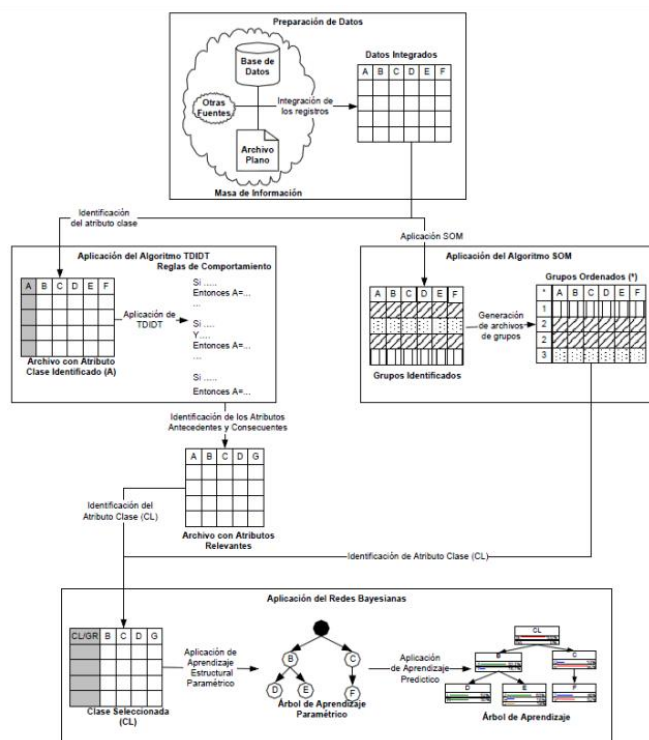 Preparación de Datos
Base de
Datos
Otras
Fuentes
Archivo
Plano
Masa de Información
Integración de
los registros
Datos Integrados
A B C D E F
Identificación
del atributo clase
Aplicación SOM
Aplicación del Algoritmo TDIDT
Reglas de Comportamiento
A B C D E F
Aplicación de
TDIDT
Archivo con Atributo
Clase Identificado (A)
Si .....
Entonces A=...
...
Si ....
Y....
Entonces A=...
...
Si .....
Entonces A=...
Aplicación del Algoritmo SOM
A B C D E F
Grupos Identificados
Generación
de archivos
de grupos
Grupos Ordenados (*)
* A B C D E F
1
2
2
3
Identificación de los Atributos
Antecedentes y Consecuentes
A B C D G
Archivo con Atributos
Relevantes
Identificación del
Atributo Clase (CL)
Identificación de Atributo Clase (CL)
Aplicación del Redes Bayesianas
CL/GR B C D G
Clase Seleccionada
(CL)
Aplicación de
Aprendizaje
Estructural
Paramétrico
B
C
D
E
F
Árbol de Aprendizaje
Paramétrico
Aplicación
de Aprendizaje
Predictico
CL
B
C
D
E
F
Árbol de Aprendizaje